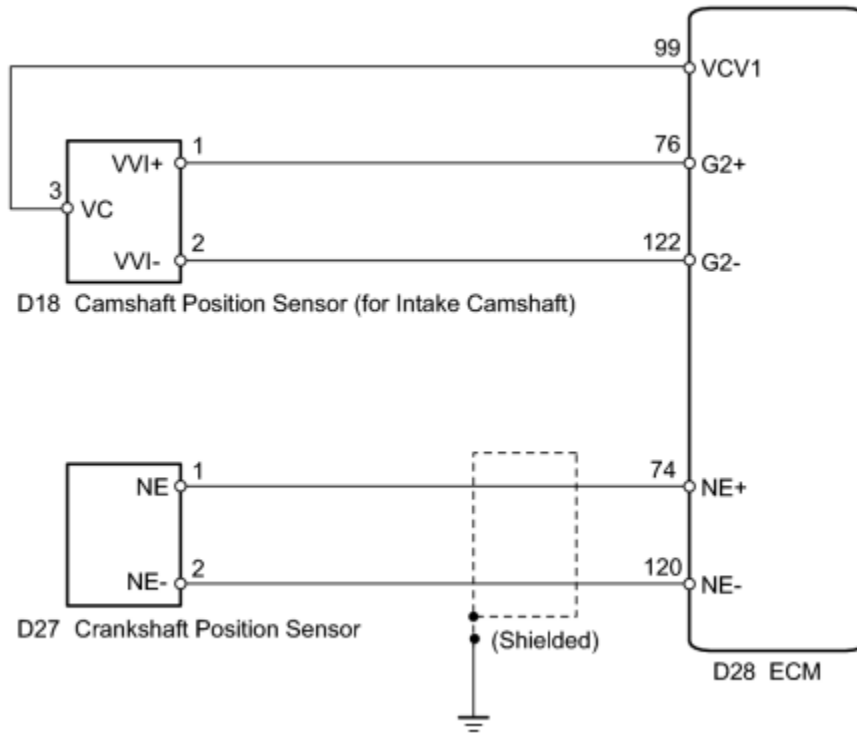 99
VCV1
1
76
VVI+
G2+
3
VC
2
122
VVI-
G2-
D18 Camshaft Position Sensor (for Intake Camshaft)
1
74
NE
NE+
2
120
NE-
NE-
D27 Crankshaft Position Sensor
(Shielded)
D28 ECM